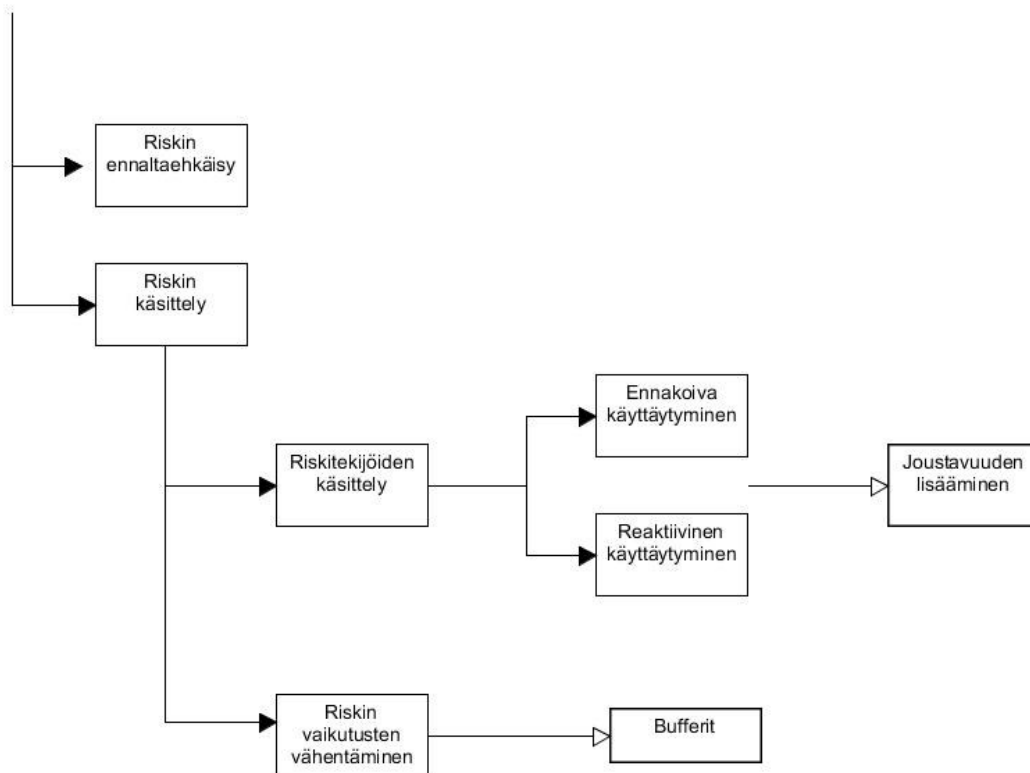 Riskin
ennaltaehkäisy
Riskin
käsittely
Ennakoiva
käyttäytyminen
Riskitekijöiden
käsittely
Joustavuuden
lisääminen
Reaktiivinen
käyttäytyminen
Riskin
vaikutusten
vähentäminen
Bufferit